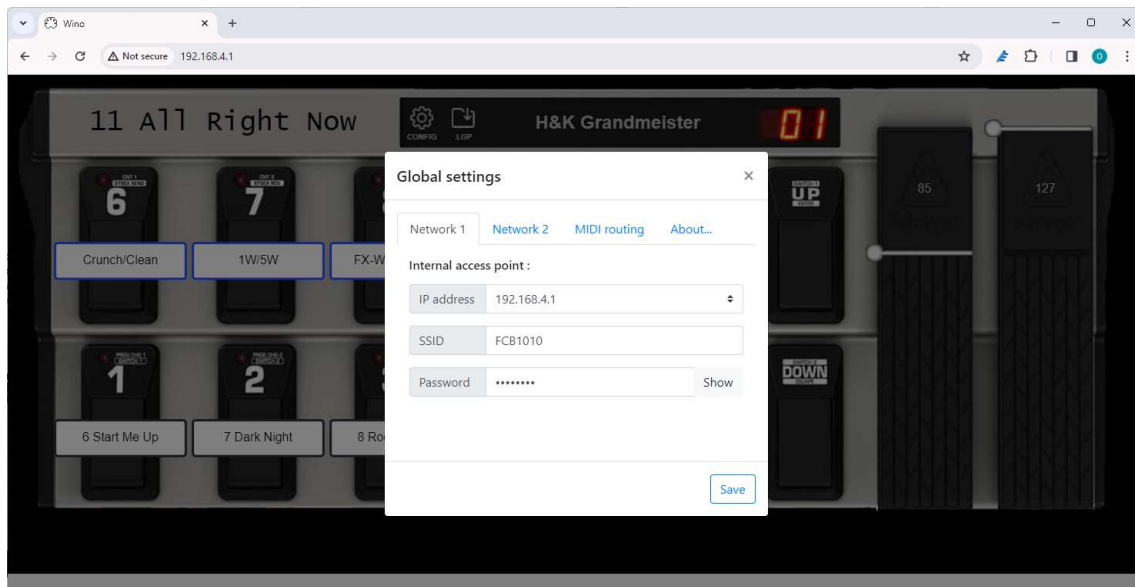 Wino
Not secure 192.168.4.1
O
11 All Right Now
CONFIG .LGP
H&K Grandmeister
01
6
7
UP
ENTER
85
127
Crunch/Clean
1W/5W
FX-W
Global settings
Network 1 Network 2 MIDI routing About...
Internal access point :
IP address 192.168.4.1
SSID FCB1010
Password •••••••• Show
Save
1
2
DOWN
ESCAPE
6 Start Me Up
7 Dark Night
8 Ro